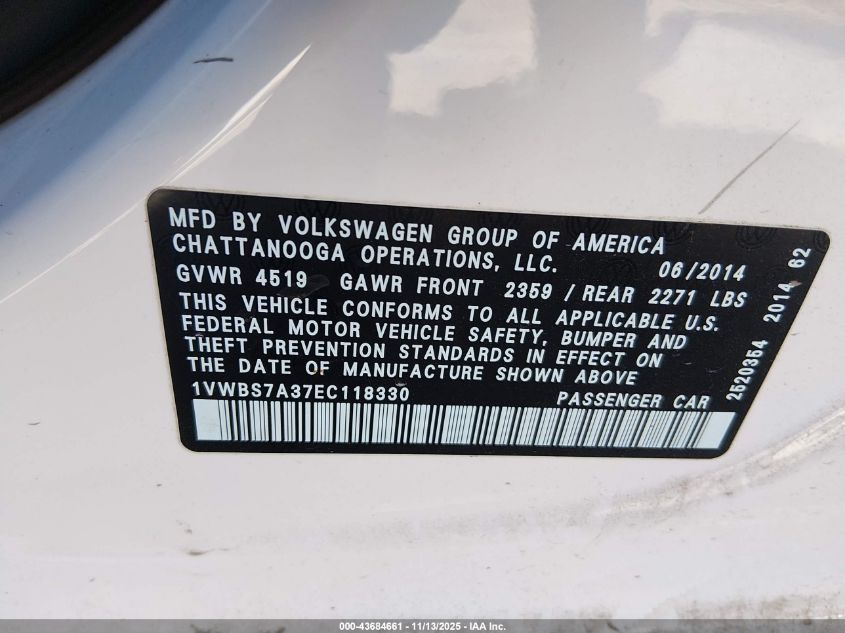 MFD BY VOLKSWAGEN GROUP OF AMERICA
CHATTANOOGA OPERATIONS, LLC. 06/2014
GVWR 4519 GAWR FRONT 2359 / REAR 2271 LBS
THIS VEHICLE CONFORMS TO ALL APPLICABLE U.S.
FEDERAL MOTOR VEHICLE SAFETY, BUMPER AND
THEFT PREVENTION STANDARDS IN EFFECT ON
THE DATE OF MANUFACTURE SHOWN ABOVE
1VWBS7A37EC118330 PASSENGER CAR
2520354 2014 62
000-43684661 - 11/13/2025 - IAA Inc.